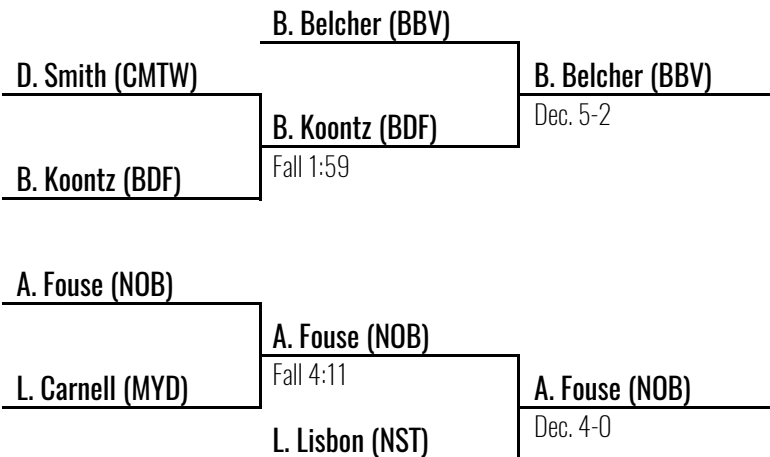 B. Belcher (BBV)
D. Smith (CMTW)
B. Belcher (BBV)
Dec. 5-2
B. Koontz (BDF)
Fall 1:59
B. Koontz (BDF)
A. Fouse (NOB)
A. Fouse (NOB)
Fall 4:11
L. Carnell (MYD)
A. Fouse (NOB)
Dec. 4-0
L. Lisbon (NST)